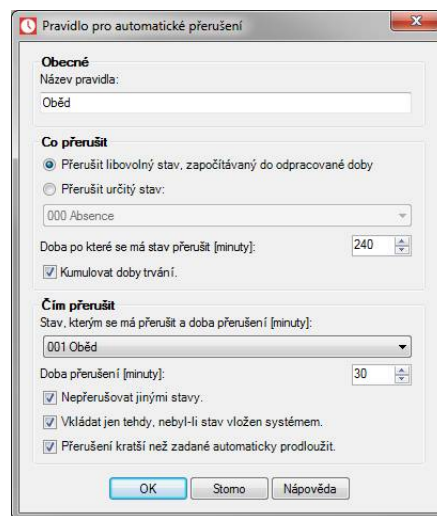 Pravidlo pro automatické přerušení
Obecné
Název pravidla:
Oběd
Co přerušit
Přerušit libovolný stav, započítávaný do odpracované doby
Přerušit určitý stav:
000 Absence
Doba po které se má stav přerušit [minuty]: 240
Kumulovat doby trvání.
Čím přerušit
Stav, kterým se má přerušit a doba přerušení [minuty]:
001 Oběd
Doba přerušení [minuty]: 30
Nepřerušovat jinými stavy.
Vkládat jen tehdy, nebyl-li stav vložen systémem.
Přerušení kratší než zadané automaticky prodloužit.
OK Storno Nápověda